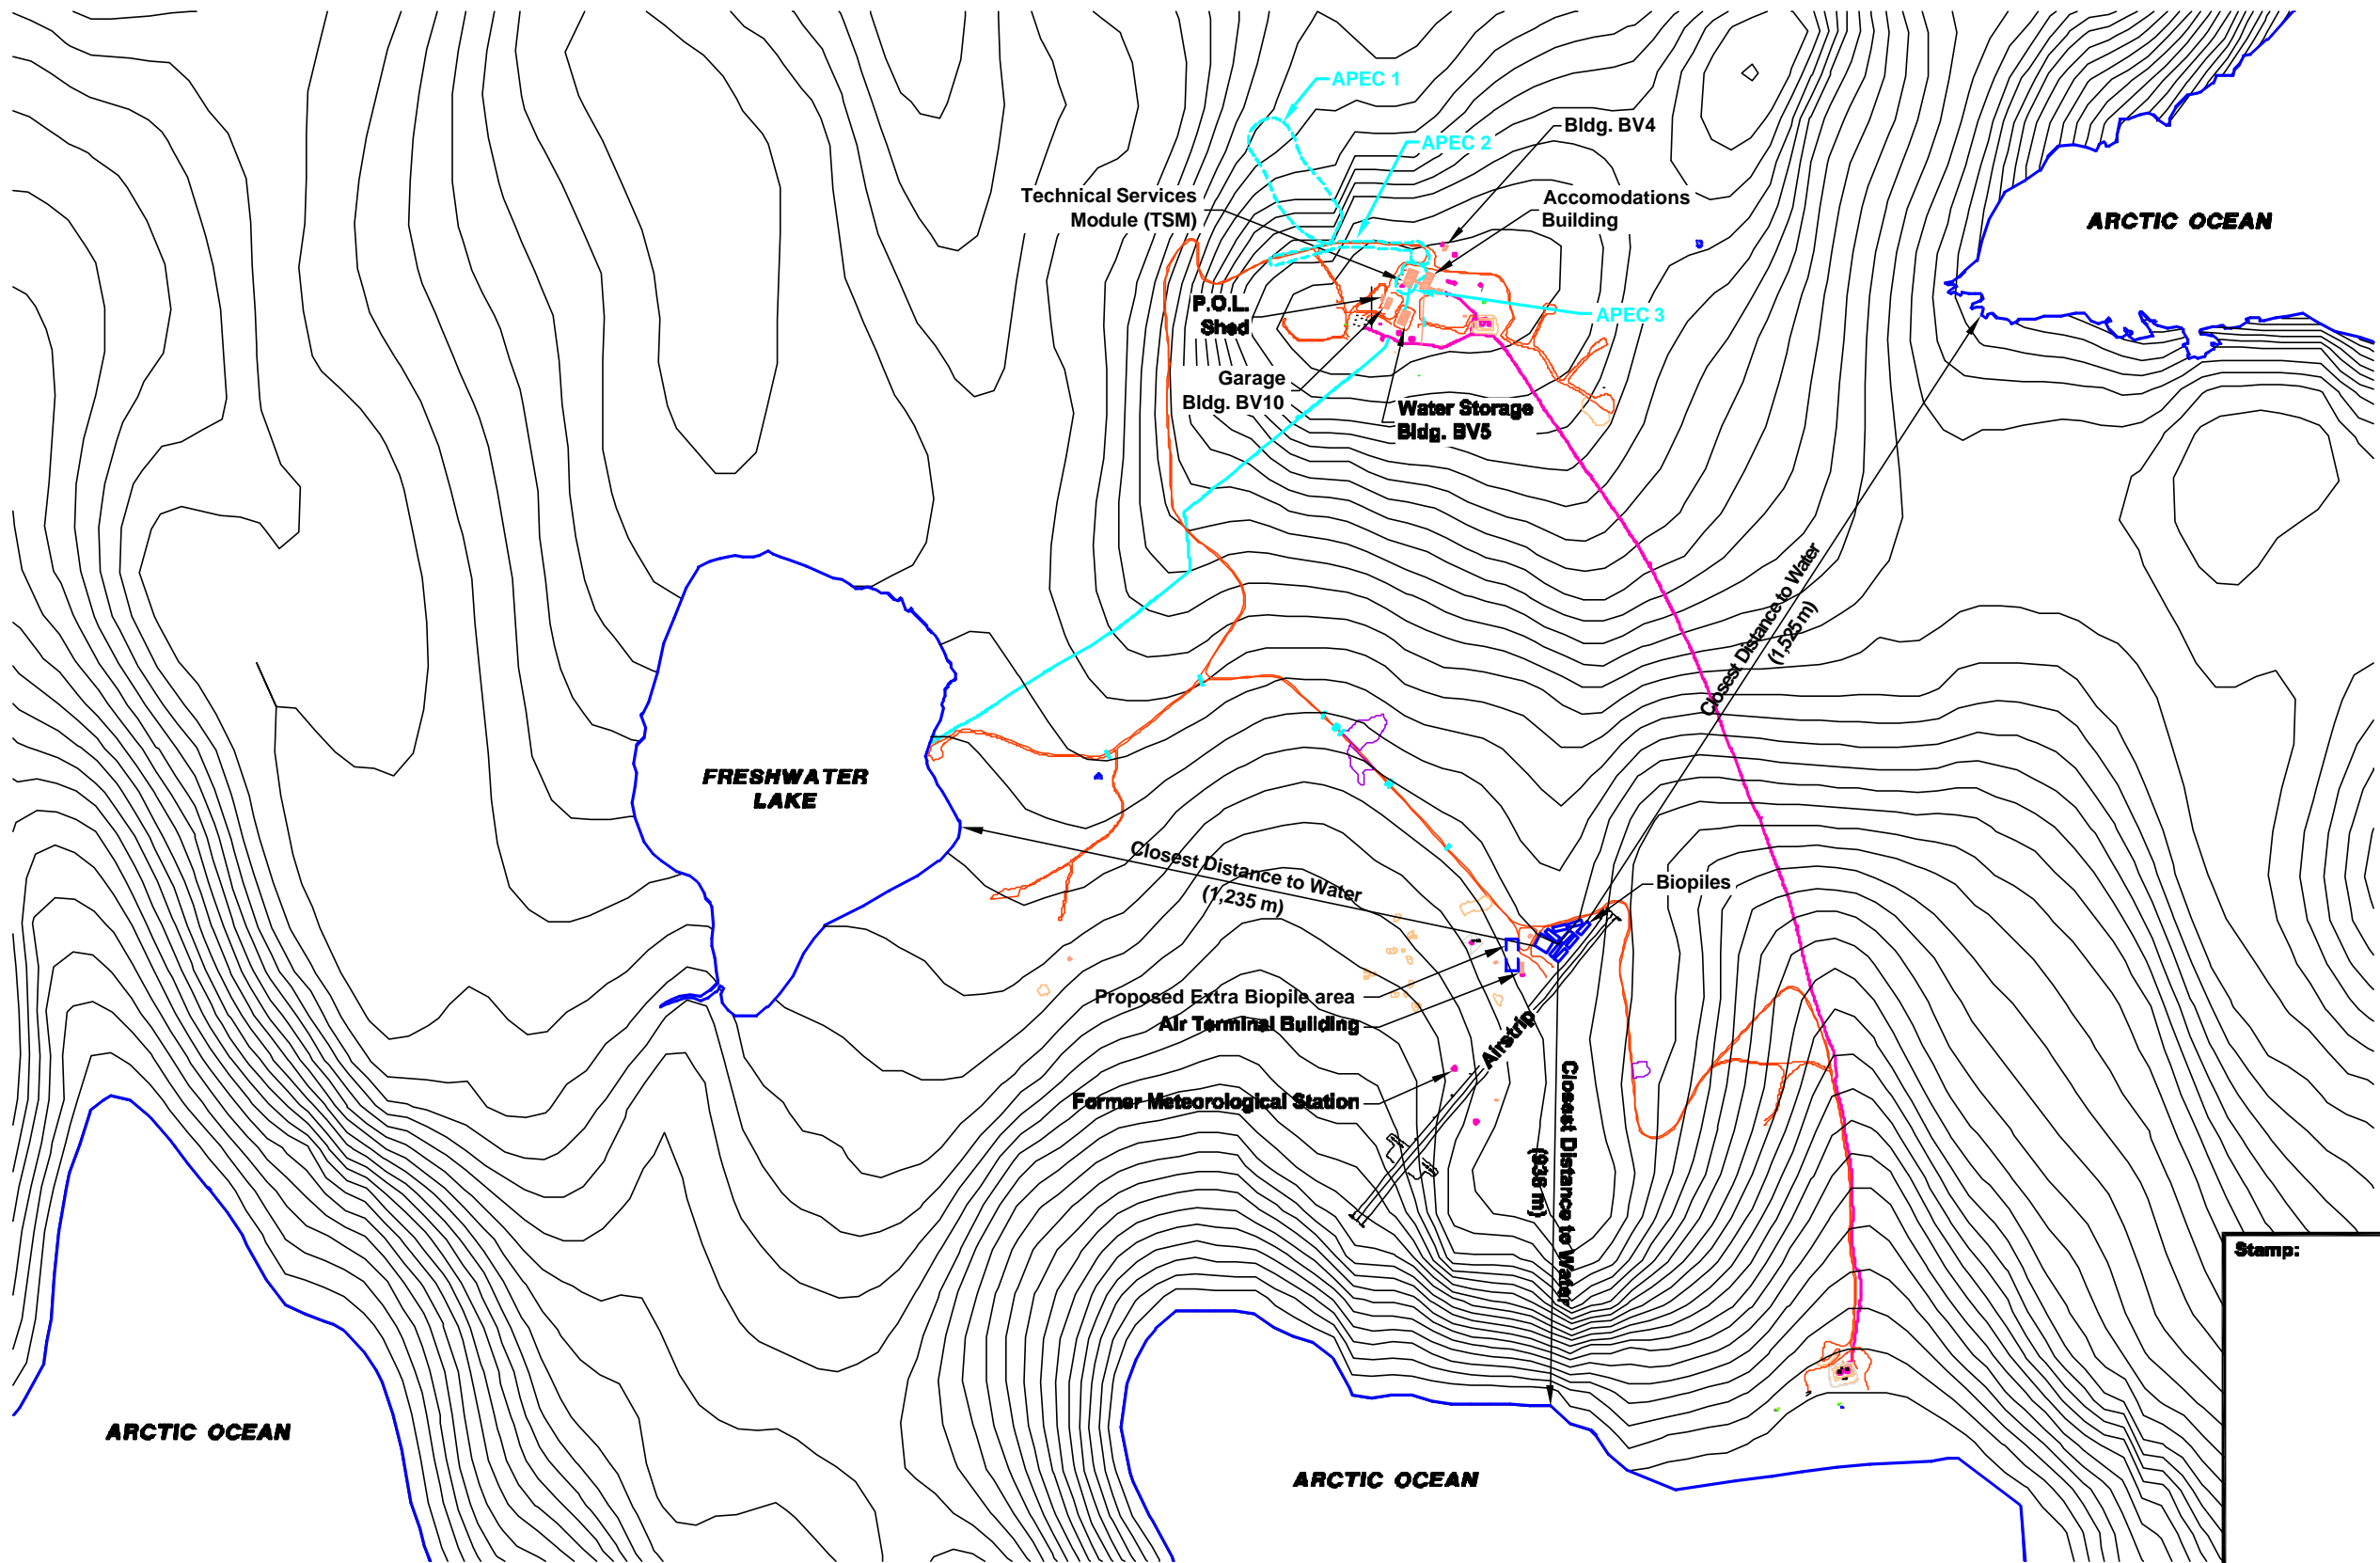 APEC 1
Bldg. BV4
APEC 2
Technical Services
Module (TSM)
Accomodations
Building
ARCTIC OCEAN
P.O.L.
Shed
APEC 3
Garage
Bldg. BV10
Water Storage
Bldg. BV5
Closest Distance to Water
(1,525 m)
FRESHWATER
LAKE
Closest Distance to Water
(1,235 m)
Biopiles
Proposed Extra Biopile area
Air Terminal Building
Airstrip
Former Meteorological Station
Closest Distance to Water
(936 m)
Stamp:
ARCTIC OCEAN
ARCTIC OCEAN